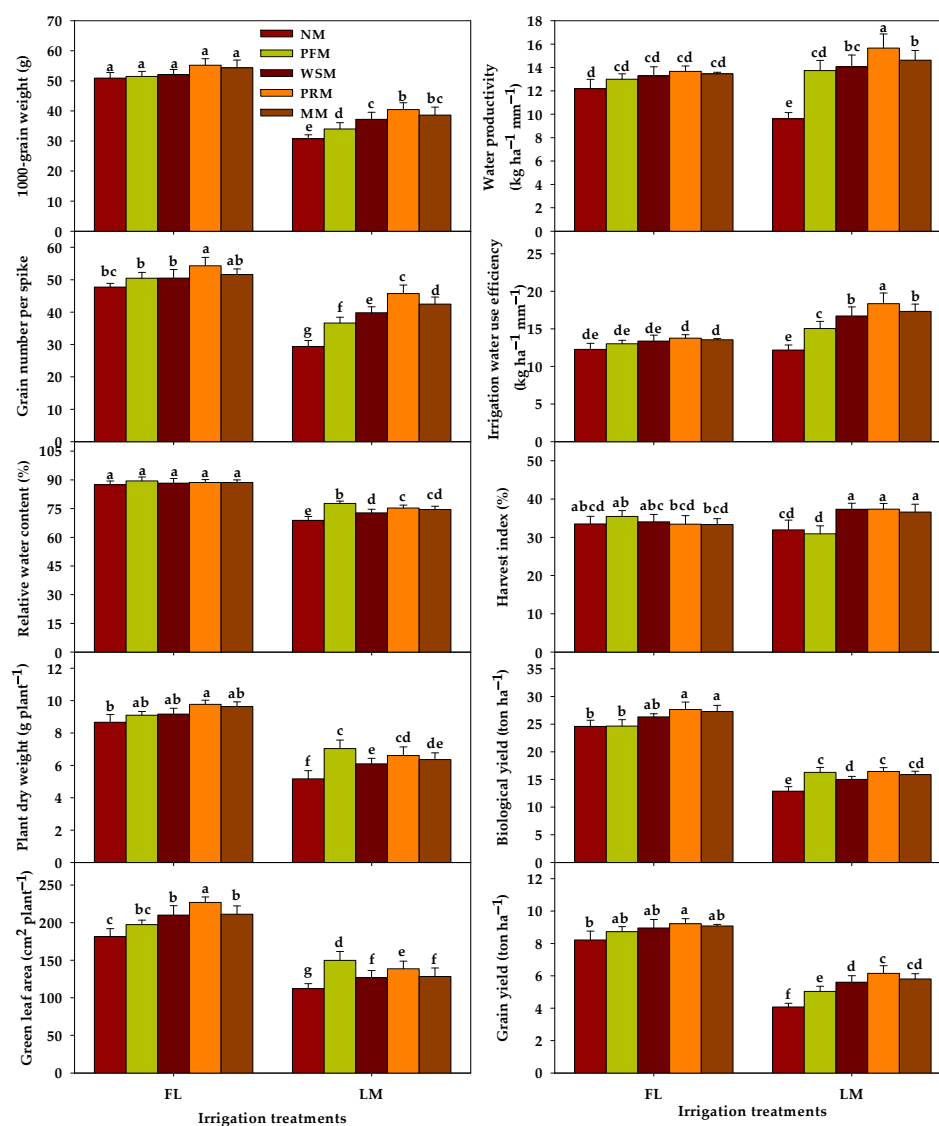 70
60
50
40
30
20
10
0
1000-grain weight (g)
a a a a a
e d c b bc
NM
PFM
WSM
PRM
MM
18
16
14
12
10
8
6
4
2
0
Water productivity
(kg ha⁻¹ mm⁻¹)
d cd cd cd cd
e cd bc a b
60
50
40
30
20
10
0
Grain number per spike
bc b b a ab
g f e c d
25
20
15
10
5
0
Irrigation water use efficiency
(kg ha⁻¹ mm⁻¹)
de de de d d
e c b a b
105
90
75
60
45
30
15
0
Relative water content (%)
a a a a a
e b d c cd
50
40
30
20
10
0
Harvest index (%)
abcd ab abc bcd bcd
cd d a a a
12
10
8
6
4
2
0
Plant dry weight (g plant⁻¹)
b ab ab a ab
f c e cd de
35
30
25
20
15
10
5
0
Biological yield (ton ha⁻¹)
b b ab a a
e c d c cd
250
200
150
100
50
0
Green leaf area (cm² plant⁻¹)
c bc b a b
g d f e f
FL LM
Irrigation treatments
12
10
8
6
4
2
0
Grain yield (ton ha⁻¹)
b ab ab a ab
f e d c cd
FL LM
Irrigation treatments